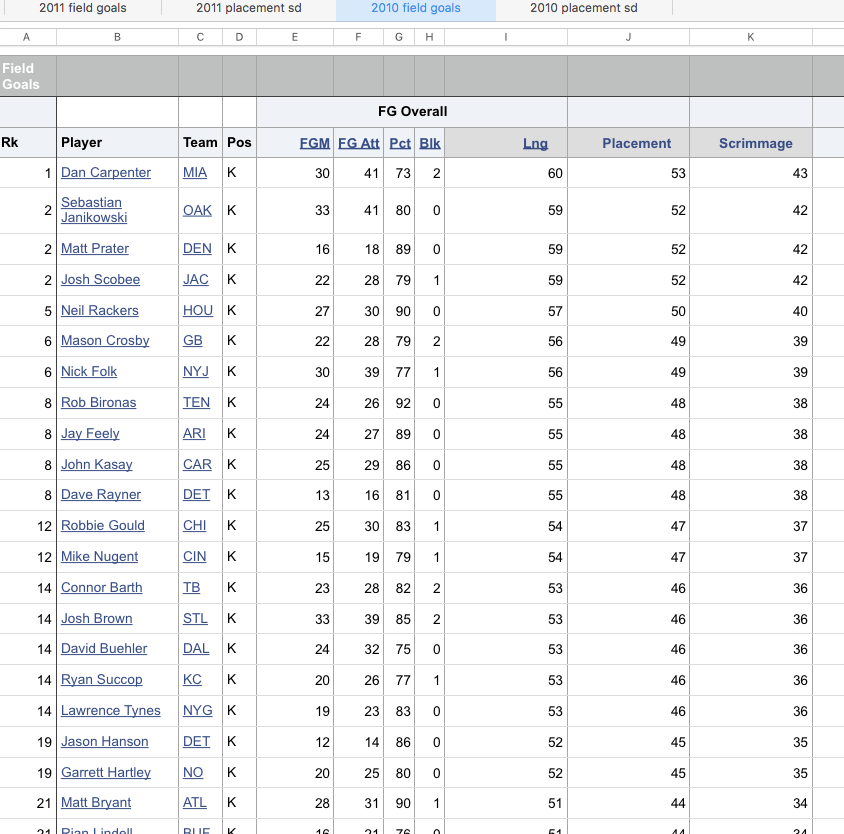 2011 field goals 2011 placement sd 2010 field goals 2010 placement sd
A B C D E F G H I J K
Field
Goals
FG Overall
Rk Player Team Pos FGM FG Att Pct Blk Lng Placement Scrimmage
1 Dan Carpenter MIA K 30 41 73 2 60 53 43
2 Sebastian Janikowski OAK K 33 41 80 0 59 52 42
2 Matt Prater DEN K 16 18 89 0 59 52 42
2 Josh Scobee JAC K 22 28 79 1 59 52 42
5 Neil Rackers HOU K 27 30 90 0 57 50 40
6 Mason Crosby GB K 22 28 79 2 56 49 39
6 Nick Folk NYJ K 30 39 77 1 56 49 39
8 Rob Bironas TEN K 24 26 92 0 55 48 38
8 Jay Feely ARI K 24 27 89 0 55 48 38
8 John Kasay CAR K 25 29 86 0 55 48 38
8 Dave Rayner DET K 13 16 81 0 55 48 38
12 Robbie Gould CHI K 25 30 83 1 54 47 37
12 Mike Nugent CIN K 15 19 79 1 54 47 37
14 Connor Barth TB K 23 28 82 2 53 46 36
14 Josh Brown STL K 33 39 85 2 53 46 36
14 David Buehler DAL K 24 32 75 0 53 46 36
14 Ryan Succop KC K 20 26 77 1 53 46 36
14 Lawrence Tynes NYG K 19 23 83 0 53 46 36
19 Jason Hanson DET K 12 14 86 0 52 45 35
19 Garrett Hartley NO K 20 25 80 0 52 45 35
21 Matt Bryant ATL K 28 31 90 1 51 44 34
21 Rian Lindell BUF K 16 21 76 0 51 44 34